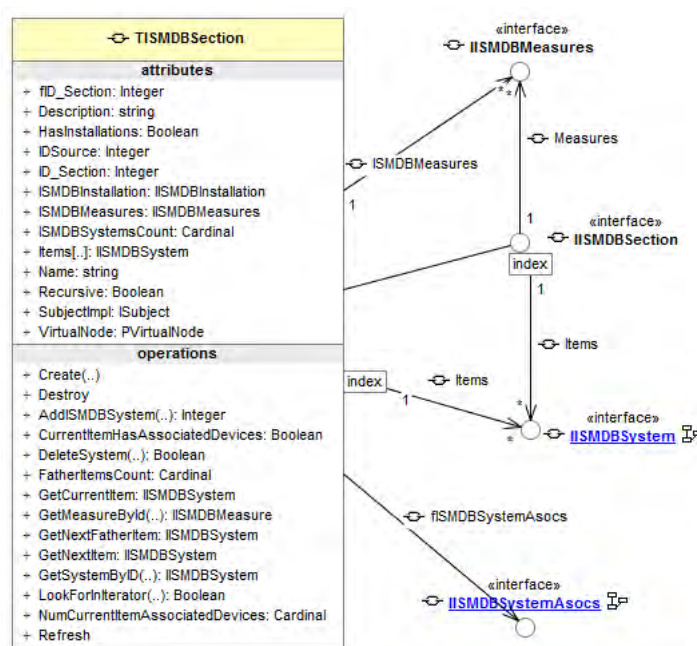 TISMDBSection
attributes
+ fID_Section: Integer
+ Description: string
+ HasInstallations: Boolean
+ IDSource: Integer
+ ID_Section: Integer
+ ISMDBInstallation: IISMDBInstallation
+ ISMDBMeasures: IISMDBMeasures
+ ISMDBSystemsCount: Cardinal
+ Items[..]: IISMDBSystem
+ Name: string
+ Recursive: Boolean
+ SubjectImpl: ISubject
+ VirtualNode: PVirtualNode
operations
+ Create(..)
+ Destroy
+ AddISMDBSystem(..): Integer
+ CurrentItemHasAssociatedDevices: Boolean
+ DeleteSystem(..): Boolean
+ FatherItemsCount: Cardinal
+ GetCurrentItem: IISMDBSystem
+ GetMeasureById(..): IISMDBMeasure
+ GetNextFatherItem: IISMDBSystem
+ GetNextItem: IISMDBSystem
+ GetSystemByID(..): IISMDBSystem
+ LookForInIterator(..): Boolean
+ NumCurrentItemAssociatedDevices: Cardinal
+ Refresh
«interface»
IISMDBMeasures
* *
ISMDBMeasures
1
Measures
1
«interface»
IISMDBSection
index
1
Items
index
1
Items
*
*
«interface»
IISMDBSystem
fISMDBSystemAsocs
«interface»
IISMDBSystemAsocs